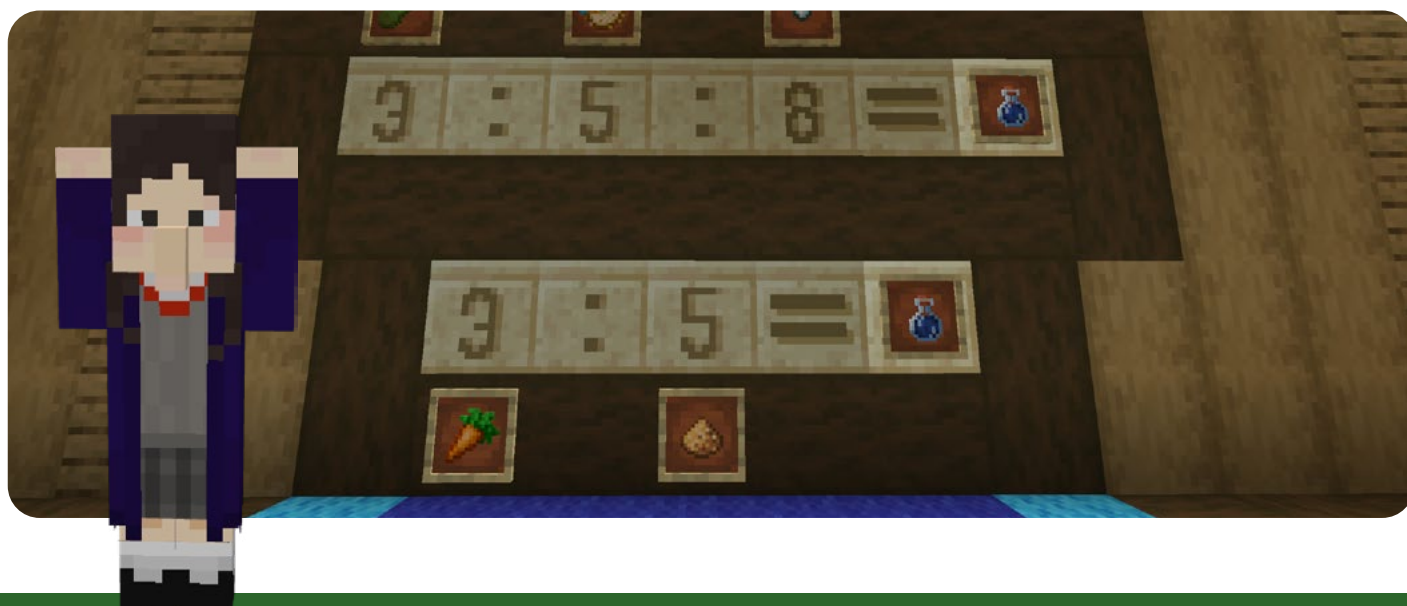 3 : 5 : 8 =
3 : 5 =